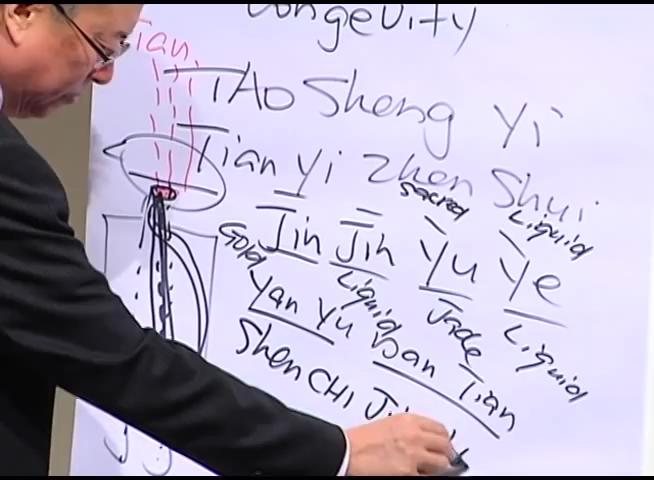 Longevity
Tian
TAO Sheng Yi
Tian Yi Zhen Shui
Sacred Liquid
Jin Jin Yu Ye
Gold Liquid Jade Liquid
Yan Yu Dan Tian
Shen CHI